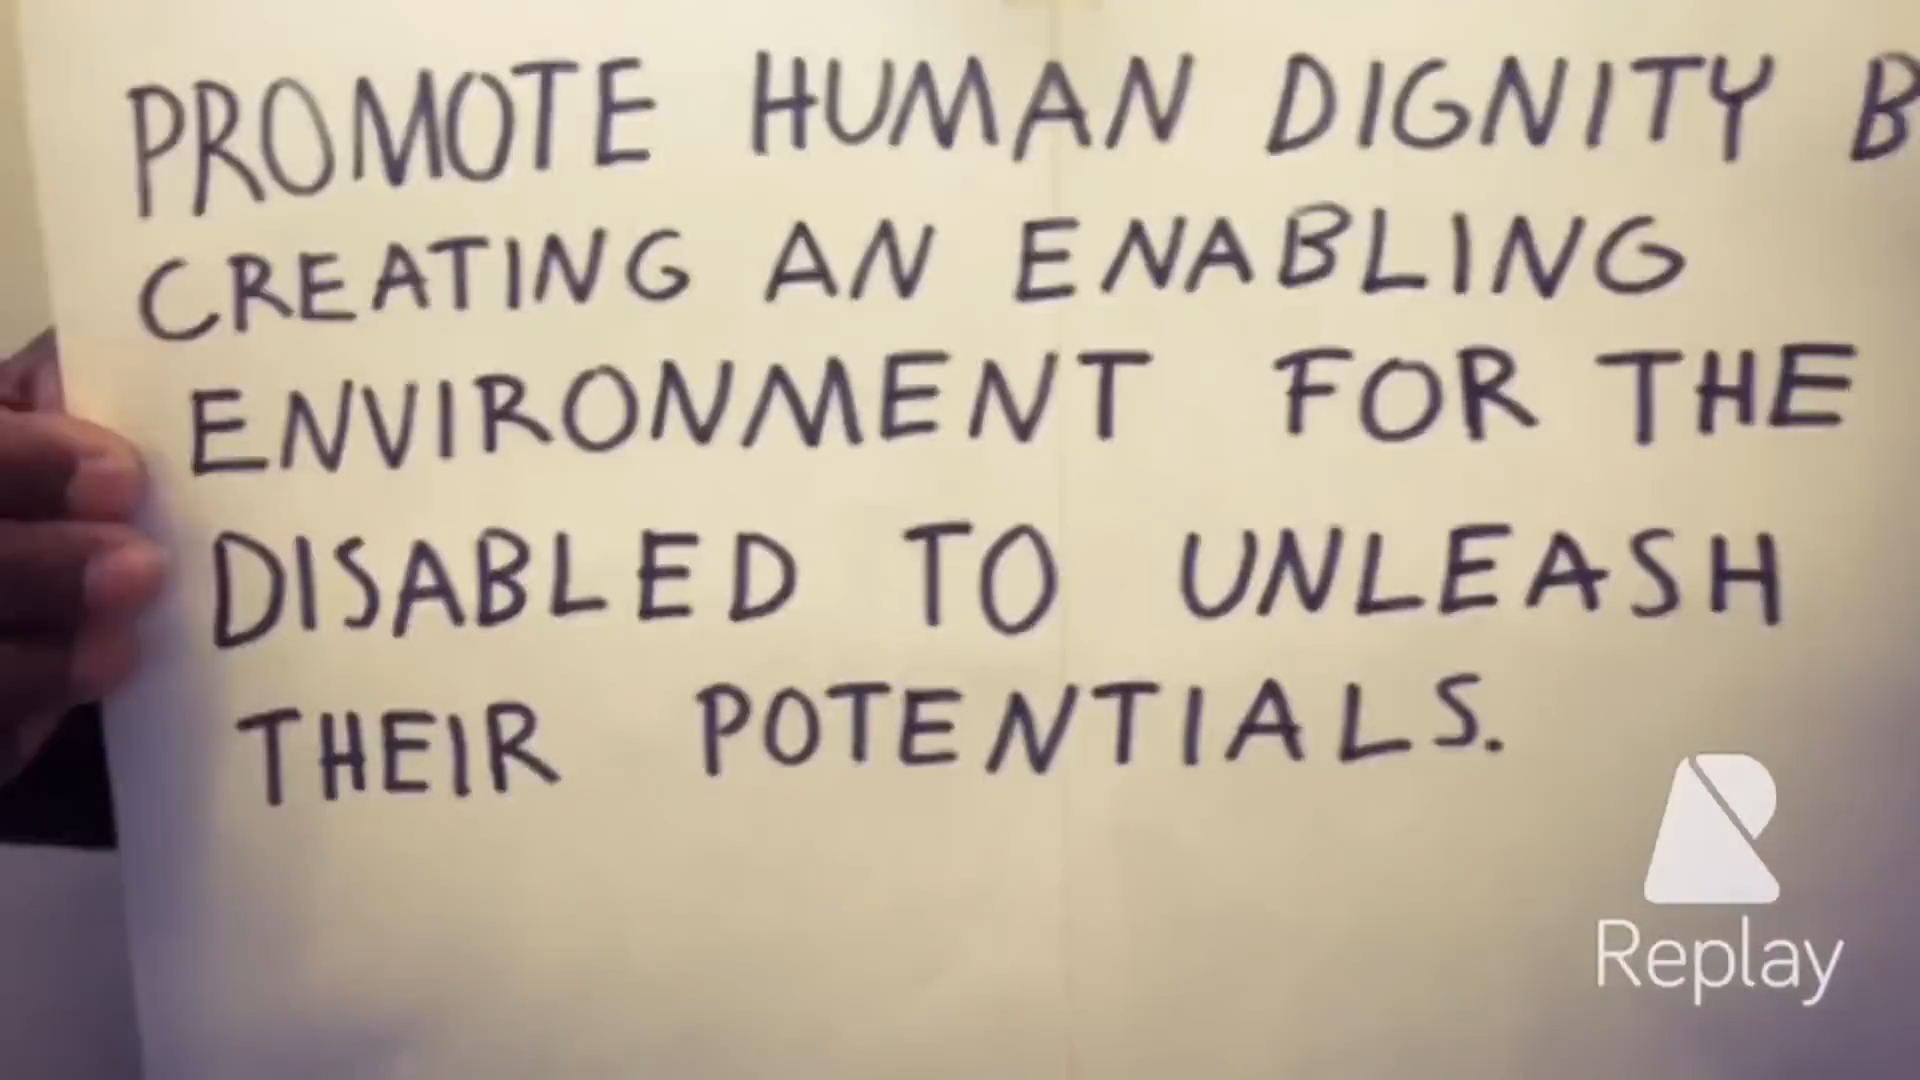 PROMOTE HUMAN DIGNITY B
CREATING AN ENABLING
ENVIRONMENT FOR THE
DISABLED TO UNLEASH
THEIR POTENTIALS.
Replay